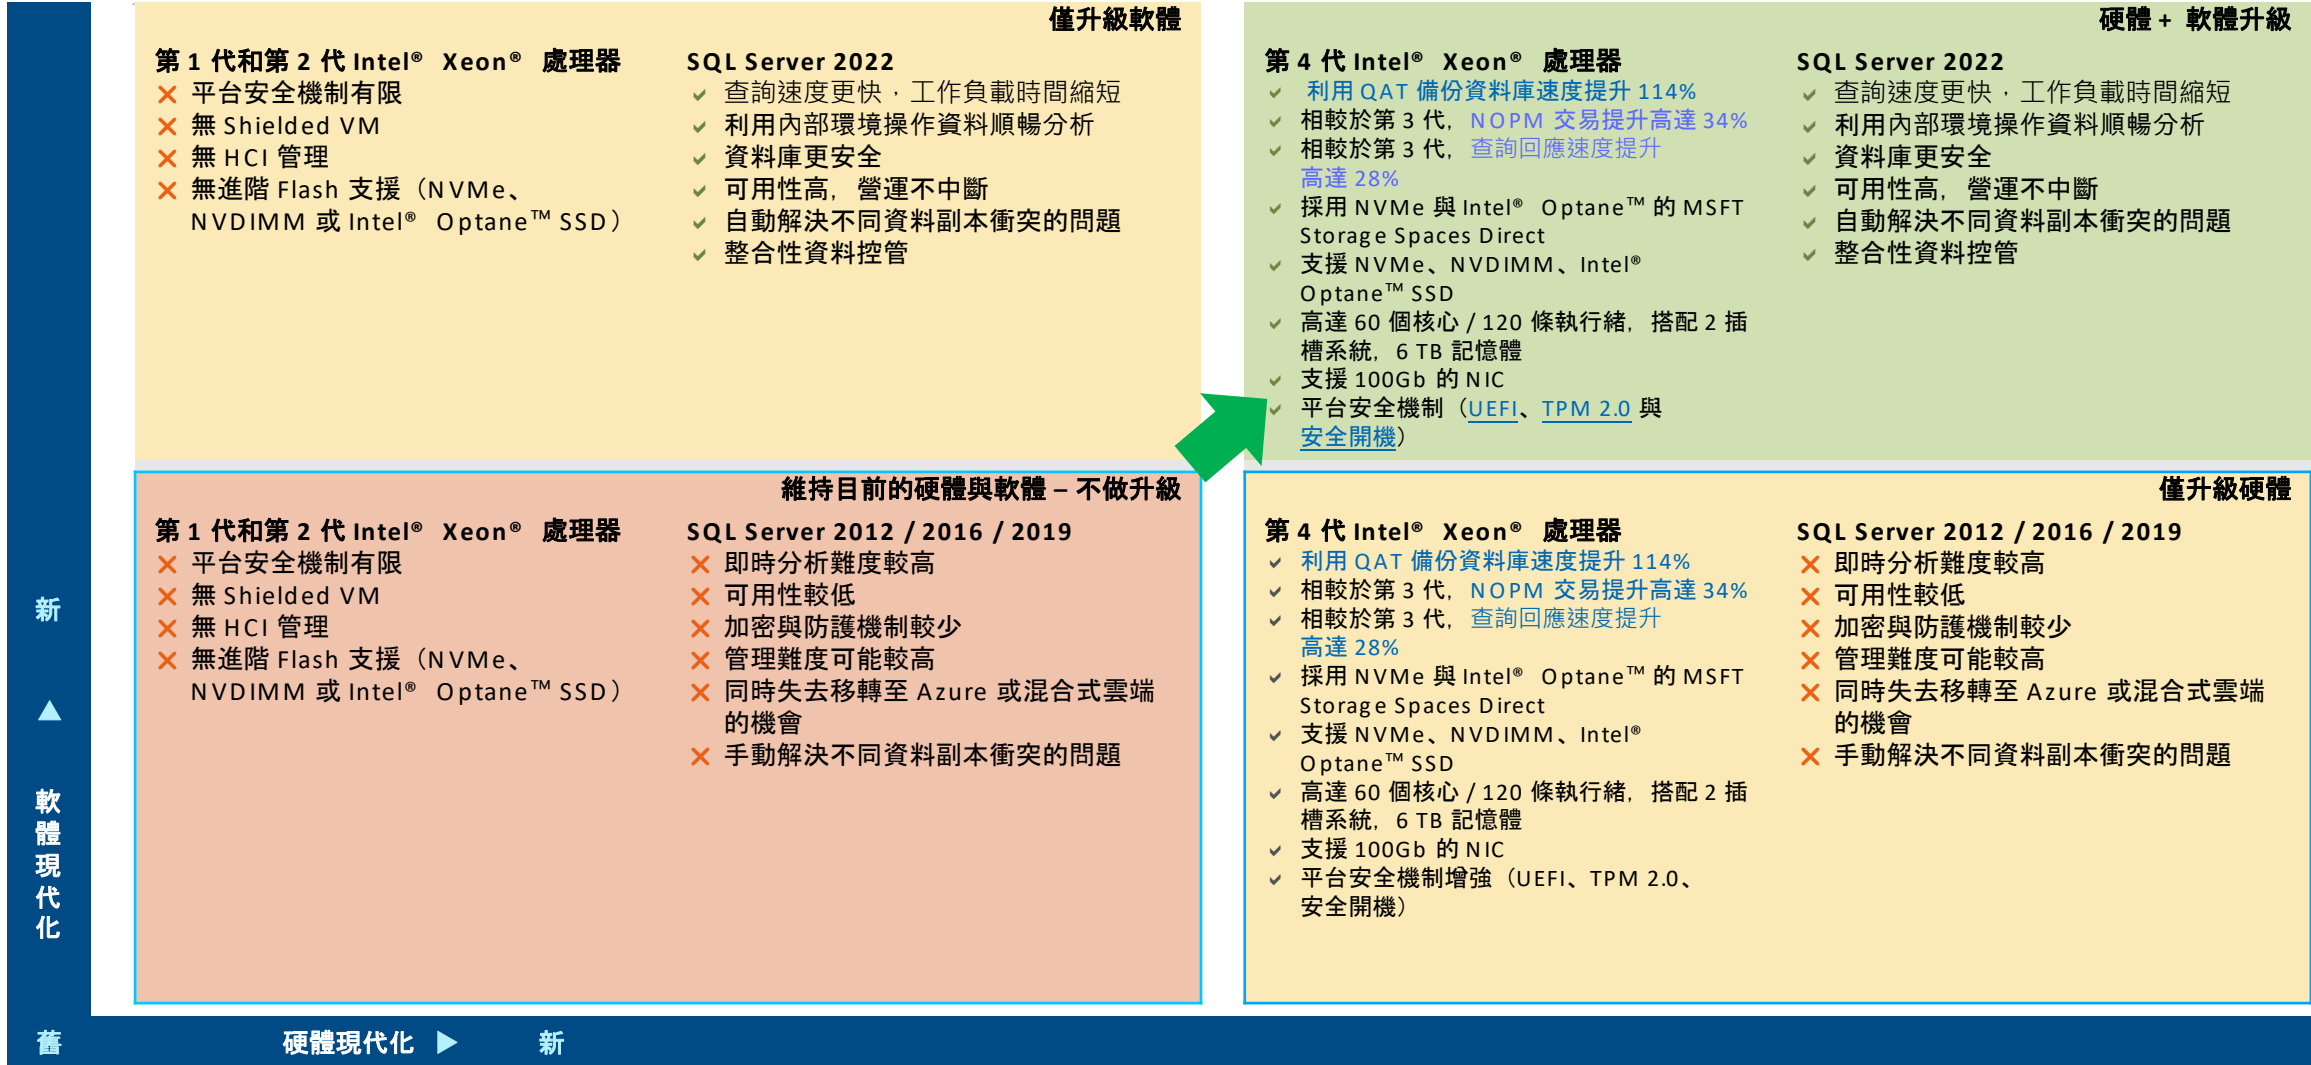 僅升級軟體
第 1 代和第 2 代 Intel® Xeon® 處理器
平台安全機制有限
無 Shielded VM
無 HCI 管理
無進階 Flash 支援（NVMe、
NVDIMM 或 Intel® Optane™ SSD）
SQL Server 2022
查詢速度更快，工作負載時間縮短
利用內部環境操作資料順暢分析
資料庫更安全
可用性高，營運不中斷
自動解決不同資料副本衝突的問題
整合性資料控管
硬體 + 軟體升級
第 4 代 Intel® Xeon® 處理器
利用 QAT 備份資料庫速度提升 114%
相較於第 3 代，NOPM 交易提升高達 34%
相較於第 3 代，查詢回應速度提升
高達 28%
採用 NVMe 與 Intel® Optane™ 的 MSFT
Storage Spaces Direct
支援 NVMe、NVDIMM、Intel®
Optane™ SSD
高達 60 個核心 / 120 條執行緒，搭配 2 插
槽系統，6 TB 記憶體
支援 100Gb 的 NIC
平台安全機制（UEFI、TPM 2.0 與
安全開機）
SQL Server 2022
查詢速度更快，工作負載時間縮短
利用內部環境操作資料順暢分析
資料庫更安全
可用性高，營運不中斷
自動解決不同資料副本衝突的問題
整合性資料控管
維持目前的硬體與軟體 – 不做升級
第 1 代和第 2 代 Intel® Xeon® 處理器
平台安全機制有限
無 Shielded VM
無 HCI 管理
無進階 Flash 支援（NVMe、
NVDIMM 或 Intel® Optane™ SSD）
SQL Server 2012 / 2016 / 2019
即時分析難度較高
可用性較低
加密與防護機制較少
管理難度可能較高
同時失去移轉至 Azure 或混合式雲端
的機會
手動解決不同資料副本衝突的問題
僅升級硬體
第 4 代 Intel® Xeon® 處理器
利用 QAT 備份資料庫速度提升 114%
相較於第 3 代，NOPM 交易提升高達 34%
相較於第 3 代，查詢回應速度提升
高達 28%
採用 NVMe 與 Intel® Optane™ 的 MSFT
Storage Spaces Direct
支援 NVMe、NVDIMM、Intel®
Optane™ SSD
高達 60 個核心 / 120 條執行緒，搭配 2 插
槽系統，6 TB 記憶體
支援 100Gb 的 NIC
平台安全機制增強（UEFI、TPM 2.0、
安全開機）
SQL Server 2012 / 2016 / 2019
即時分析難度較高
可用性較低
加密與防護機制較少
管理難度可能較高
同時失去移轉至 Azure 或混合式雲端
的機會
手動解決不同資料副本衝突的問題
新
▲
軟體現代化
舊
硬體現代化 ▶ 新